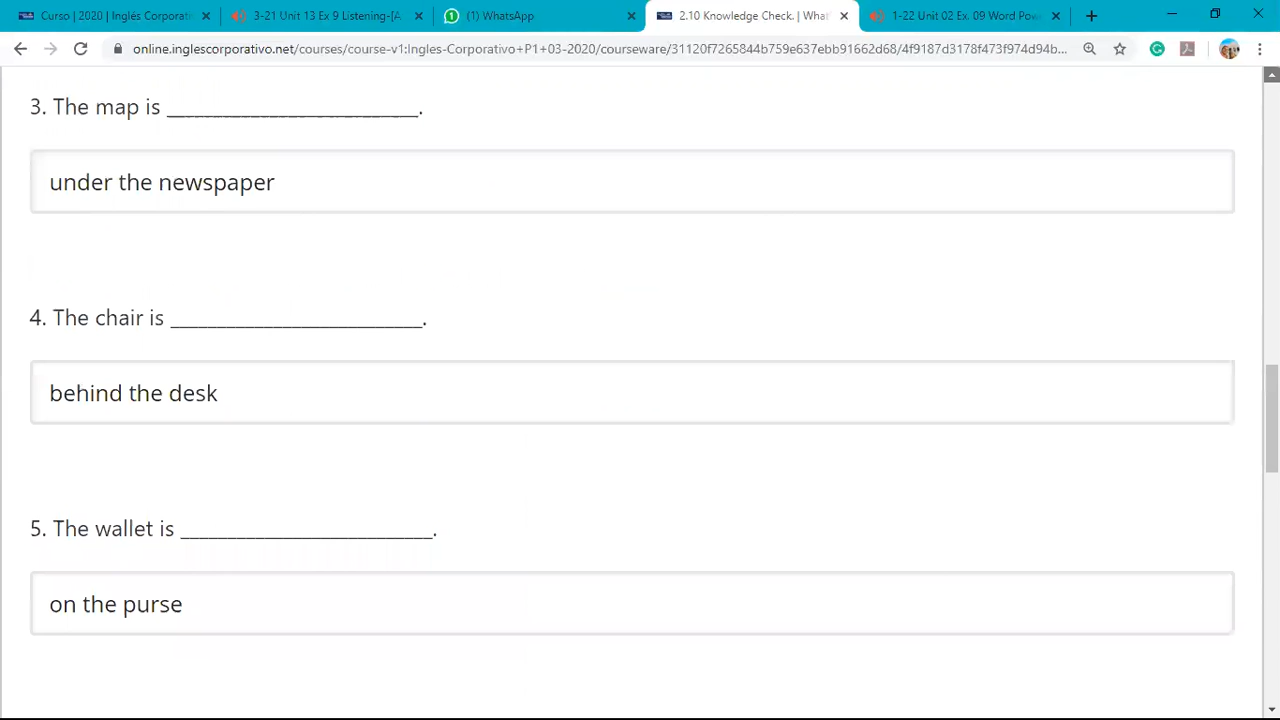 Curso | 2020 | Inglés Corporati
3-21 Unit 13 Ex 9 Listening-[A
(1) WhatsApp
2.10 Knowledge Check. | What'
1-22 Unit 02 Ex. 09 Word Pow
online.inglescorporativo.net/courses/course-v1:Ingles-Corporativo+P1+03-2020/courseware/31120f7265844b759e637ebb91662d68/4f9187d3178f473f974d94b...
3. The map is ________________________.
under the newspaper
4. The chair is ________________________.
behind the desk
5. The wallet is ________________________.
on the purse